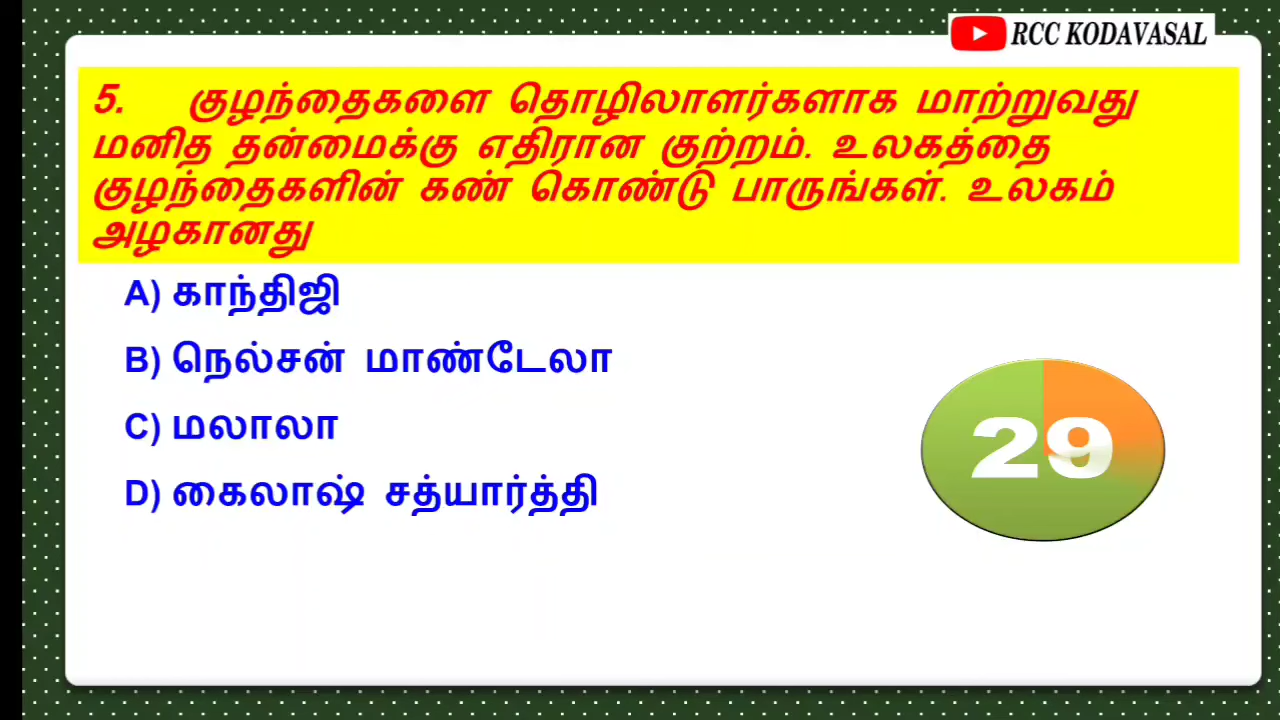 RCC KODAVASAL
5. குழந்தைகளை தொழிலாளர்களாக மாற்றுவது
மனித தன்மைக்கு எதிரான குற்றம். உலகத்தை
குழந்தைகளின் கண் கொண்டு பாருங்கள். உலகம்
அழகானது
A) காந்திஜி
B) நெல்சன் மாண்டேலா
C) மலாலா
D) கைலாஷ் சத்யார்த்தி
29